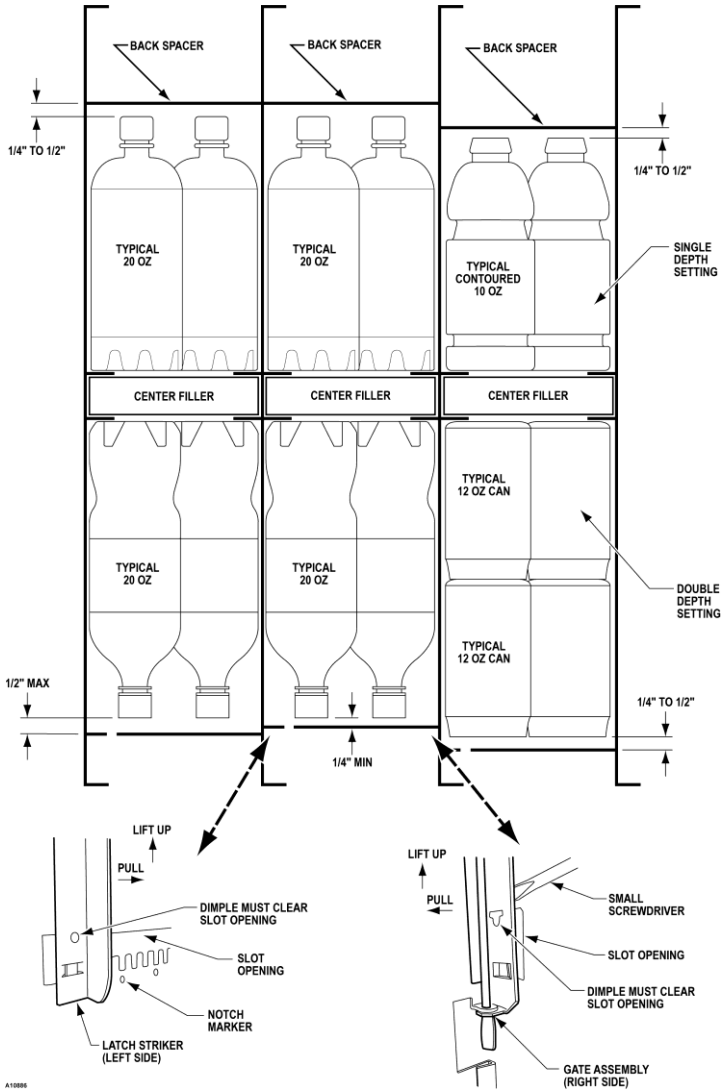 BACK SPACER
BACK SPACER
BACK SPACER
1/4" TO 1/2"
1/4" TO 1/2"
TYPICAL
20 OZ
TYPICAL
20 OZ
TYPICAL
CONTOURED
10 OZ
SINGLE
DEPTH
SETTING
CENTER FILLER
CENTER FILLER
CENTER FILLER
TYPICAL
20 OZ
TYPICAL
20 OZ
TYPICAL
12 OZ CAN
DOUBLE
DEPTH
SETTING
TYPICAL
12 OZ CAN
1/2" MAX
1/4" MIN
1/4" TO 1/2"
LIFT UP
PULL
DIMPLE MUST CLEAR
SLOT OPENING
SLOT
OPENING
NOTCH
MARKER
LATCH STRIKER
(LEFT SIDE)
LIFT UP
PULL
SMALL
SCREWDRIVER
SLOT OPENING
DIMPLE MUST CLEAR
SLOT OPENING
GATE ASSEMBLY
(RIGHT SIDE)
A10886